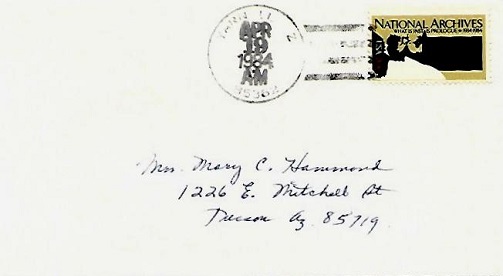 APR
19
1984
AM
NATIONAL ARCHIVES
WHAT IS PAST IS PROLOGUE ★ 1934-1984
Mrs. Mary C. Hammond
1226 E. Mitchell St
Tucson Az. 85719.